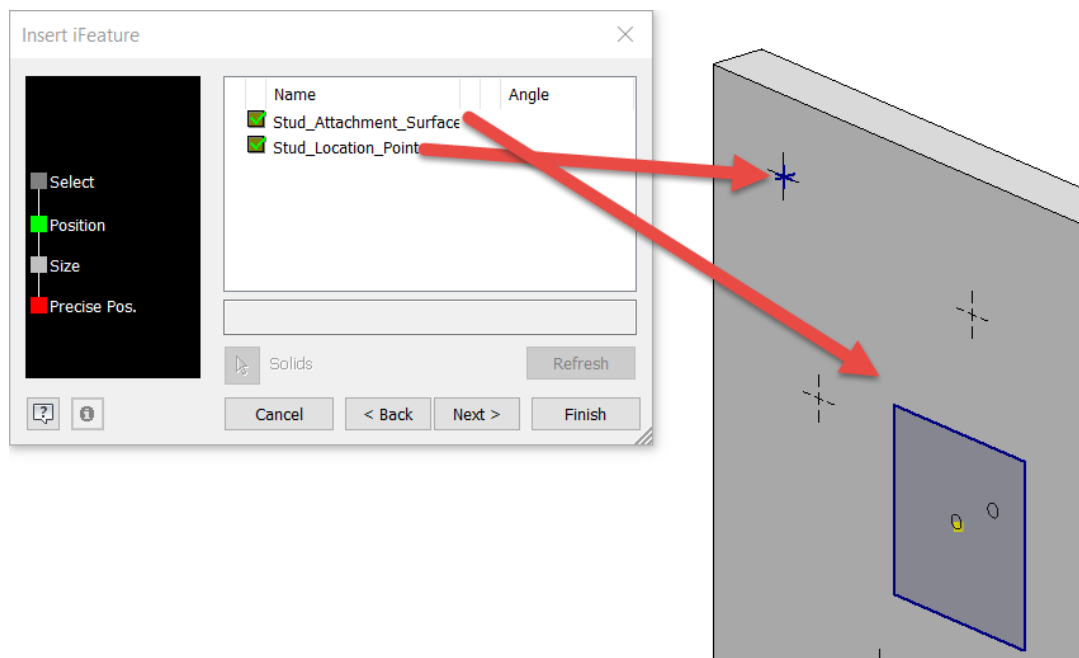 Insert iFeature
Name Angle
Stud_Attachment_Surface
Stud_Location_Point
Select
Position
Size
Precise Pos.
Solids Refresh
Cancel < Back Next > Finish